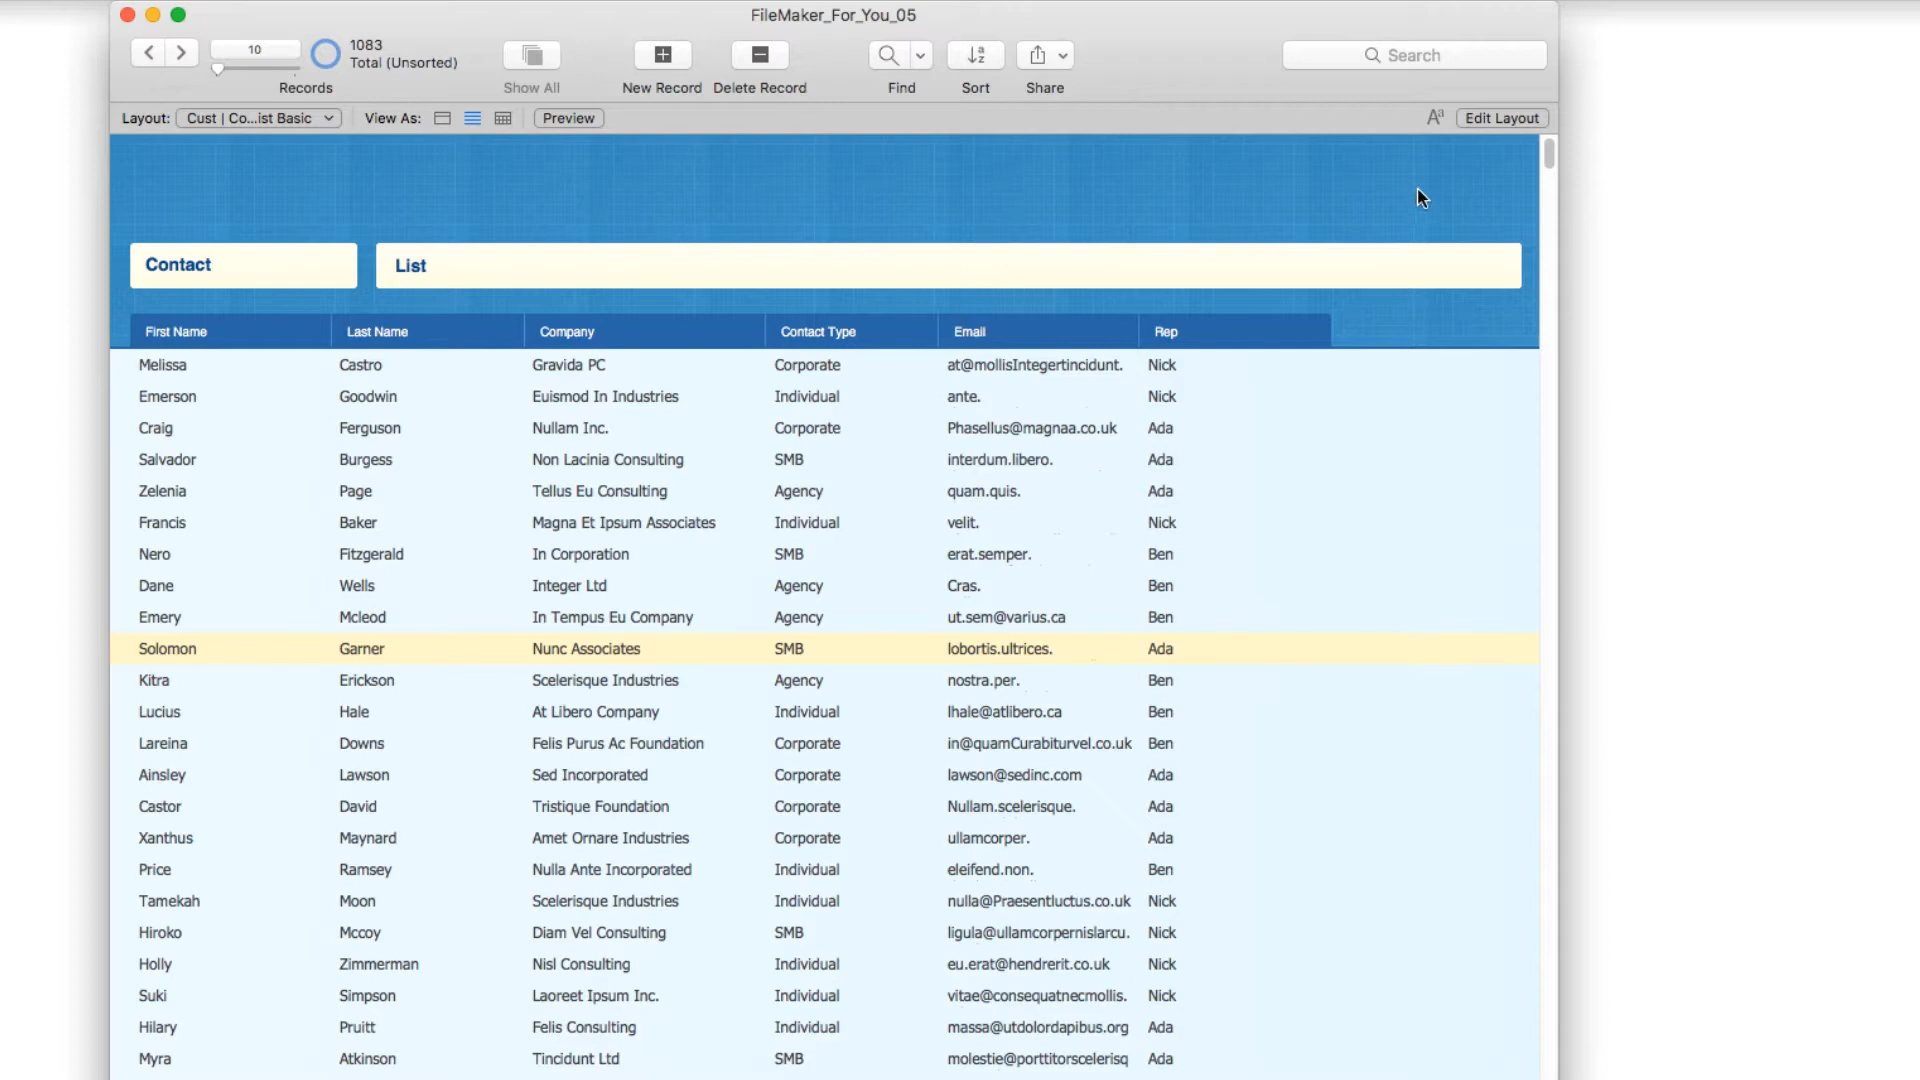 FileMaker_For_You_05
10
1083
Total (Unsorted)
Records
Show All
New Record
Delete Record
Find
Sort
Share
Search
Layout: Cust | Co...ist Basic View As: Preview Aa Edit Layout
Contact
List
First Name Last Name Company Contact Type Email Rep
Melissa Castro Gravida PC Corporate at@mollisIntegertincidunt. Nick
Emerson Goodwin Euismod In Industries Individual ante. Nick
Craig Ferguson Nullam Inc. Corporate Phasellus@magnaa.co.uk Ada
Salvador Burgess Non Lacinia Consulting SMB interdum.libero. Ada
Zelenia Page Tellus Eu Consulting Agency quam.quis. Ada
Francis Baker Magna Et Ipsum Associates Individual velit. Nick
Nero Fitzgerald In Corporation SMB erat.semper. Ben
Dane Wells Integer Ltd Agency Cras. Ben
Emery Mcleod In Tempus Eu Company Agency ut.sem@varius.ca Ben
Solomon Garner Nunc Associates SMB lobortis.ultrices. Ada
Kitra Erickson Scelerisque Industries Agency nostra.per. Ben
Lucius Hale At Libero Company Individual lhale@atlibero.ca Ben
Lareina Downs Felis Purus Ac Foundation Corporate in@quamCurabiturvel.co.uk Ben
Ainsley Lawson Sed Incorporated Corporate lawson@sedinc.com Ada
Castor David Tristique Foundation Corporate Nullam.scelerisque. Ada
Xanthus Maynard Amet Ornare Industries Corporate ullamcorper. Ada
Price Ramsey Nulla Ante Incorporated Individual eleifend.non. Ben
Tamekah Moon Scelerisque Industries Individual nulla@Praesentluctus.co.uk Nick
Hiroko Mccoy Diam Vel Consulting SMB ligula@ullamcorpernislarcu. Nick
Holly Zimmerman Nisl Consulting Individual eu.erat@hendrerit.co.uk Nick
Suki Simpson Laoreet Ipsum Inc. Individual vitae@consequatnecmollis. Nick
Hilary Pruitt Felis Consulting Individual massa@utdolordapibus.org Ada
Myra Atkinson Tincidunt Ltd SMB molestie@porttitorscelerisq Ada